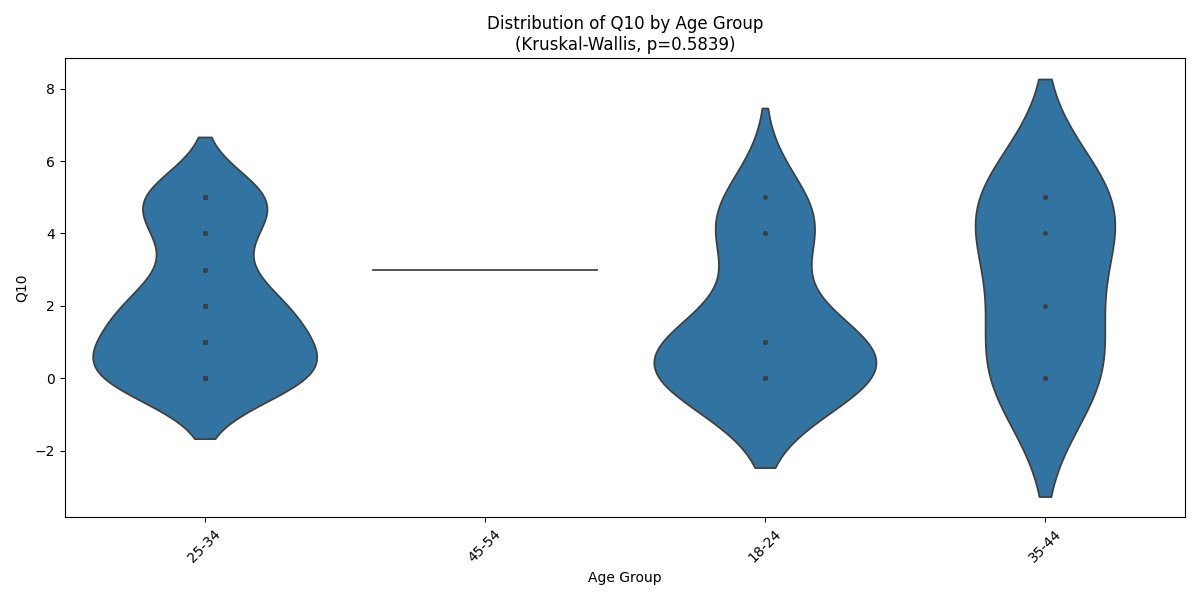 Distribution of Q10 by Age Group
(Kruskal-Wallis, p=0.5839)
8
6
4
2
0
−2
Q10
25-34
45-54
18-24
35-44
Age Group